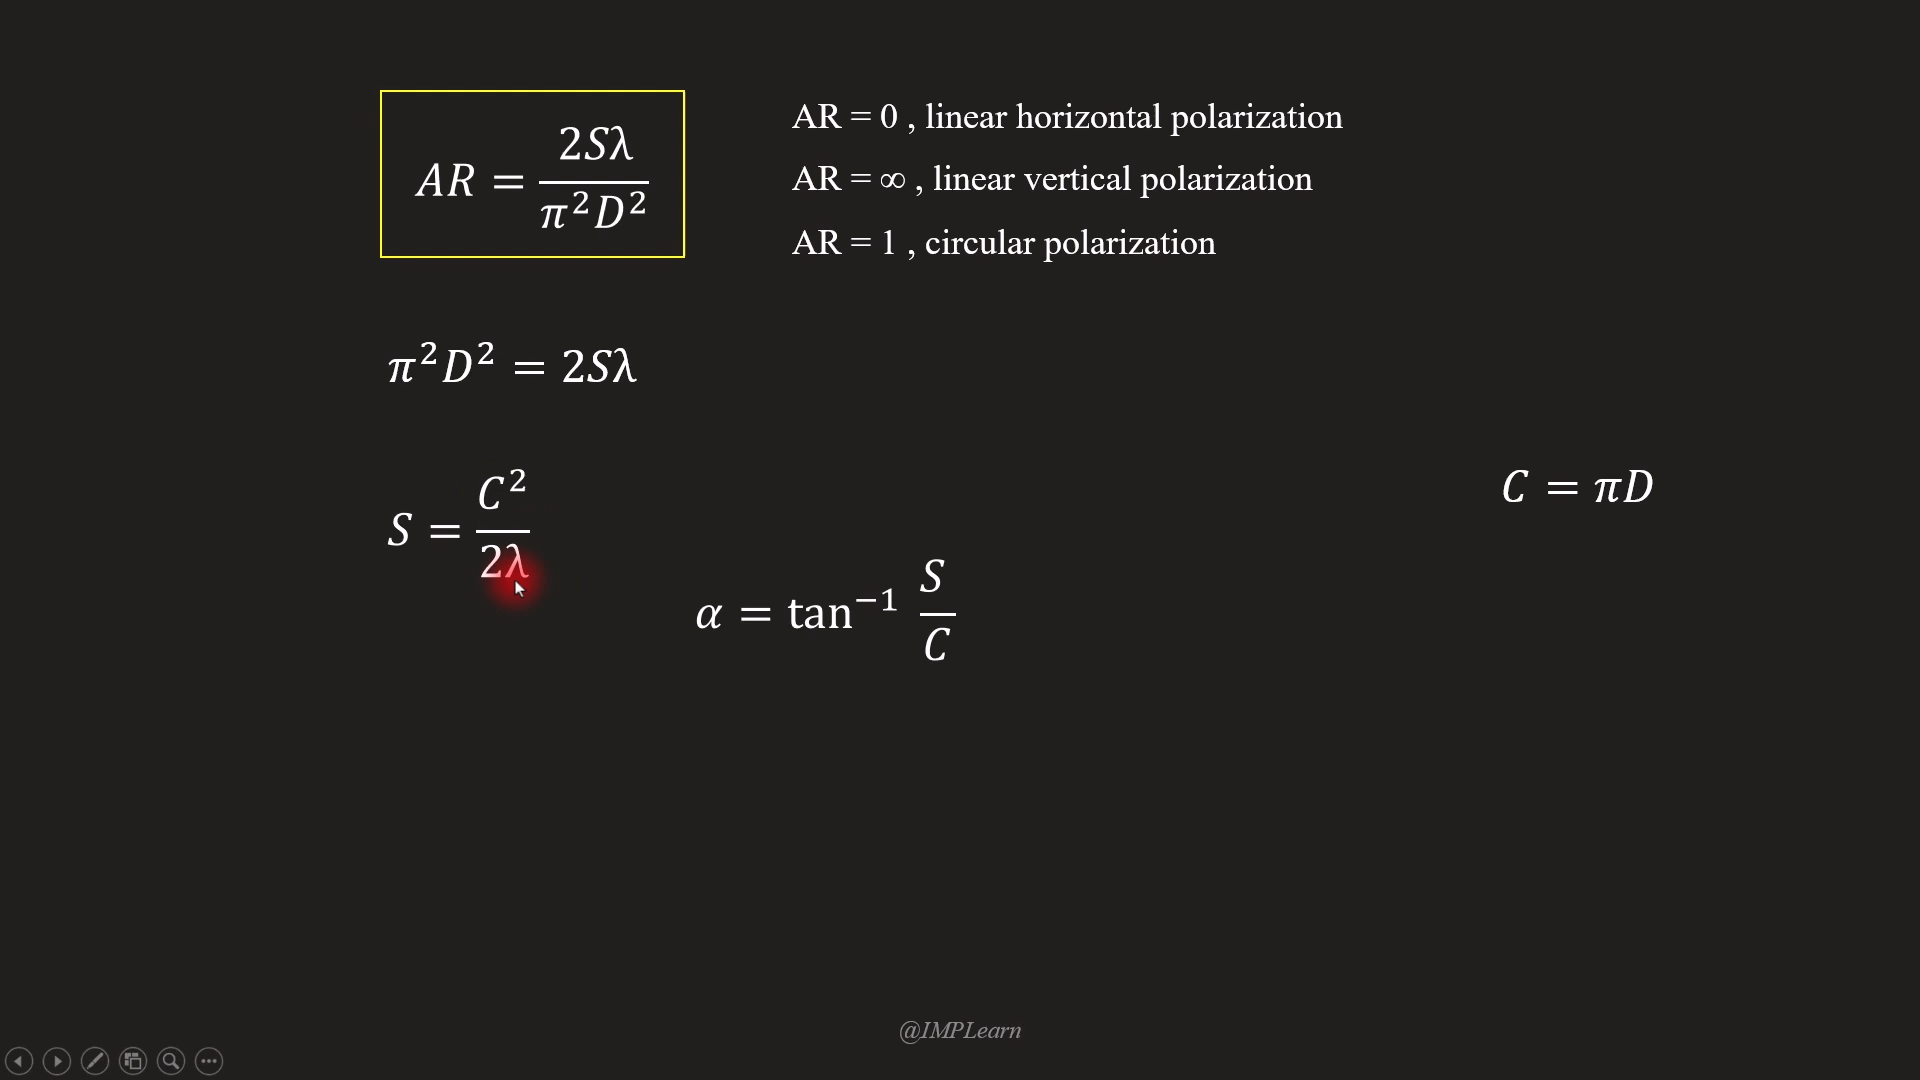 AR = 2Sλ / π²D²
AR = 0 , linear horizontal polarization
AR = ∞ , linear vertical polarization
AR = 1 , circular polarization
π²D² = 2Sλ
S = C² / 2λ
C = πD
α = tan⁻¹ S / C
@IMPLearn